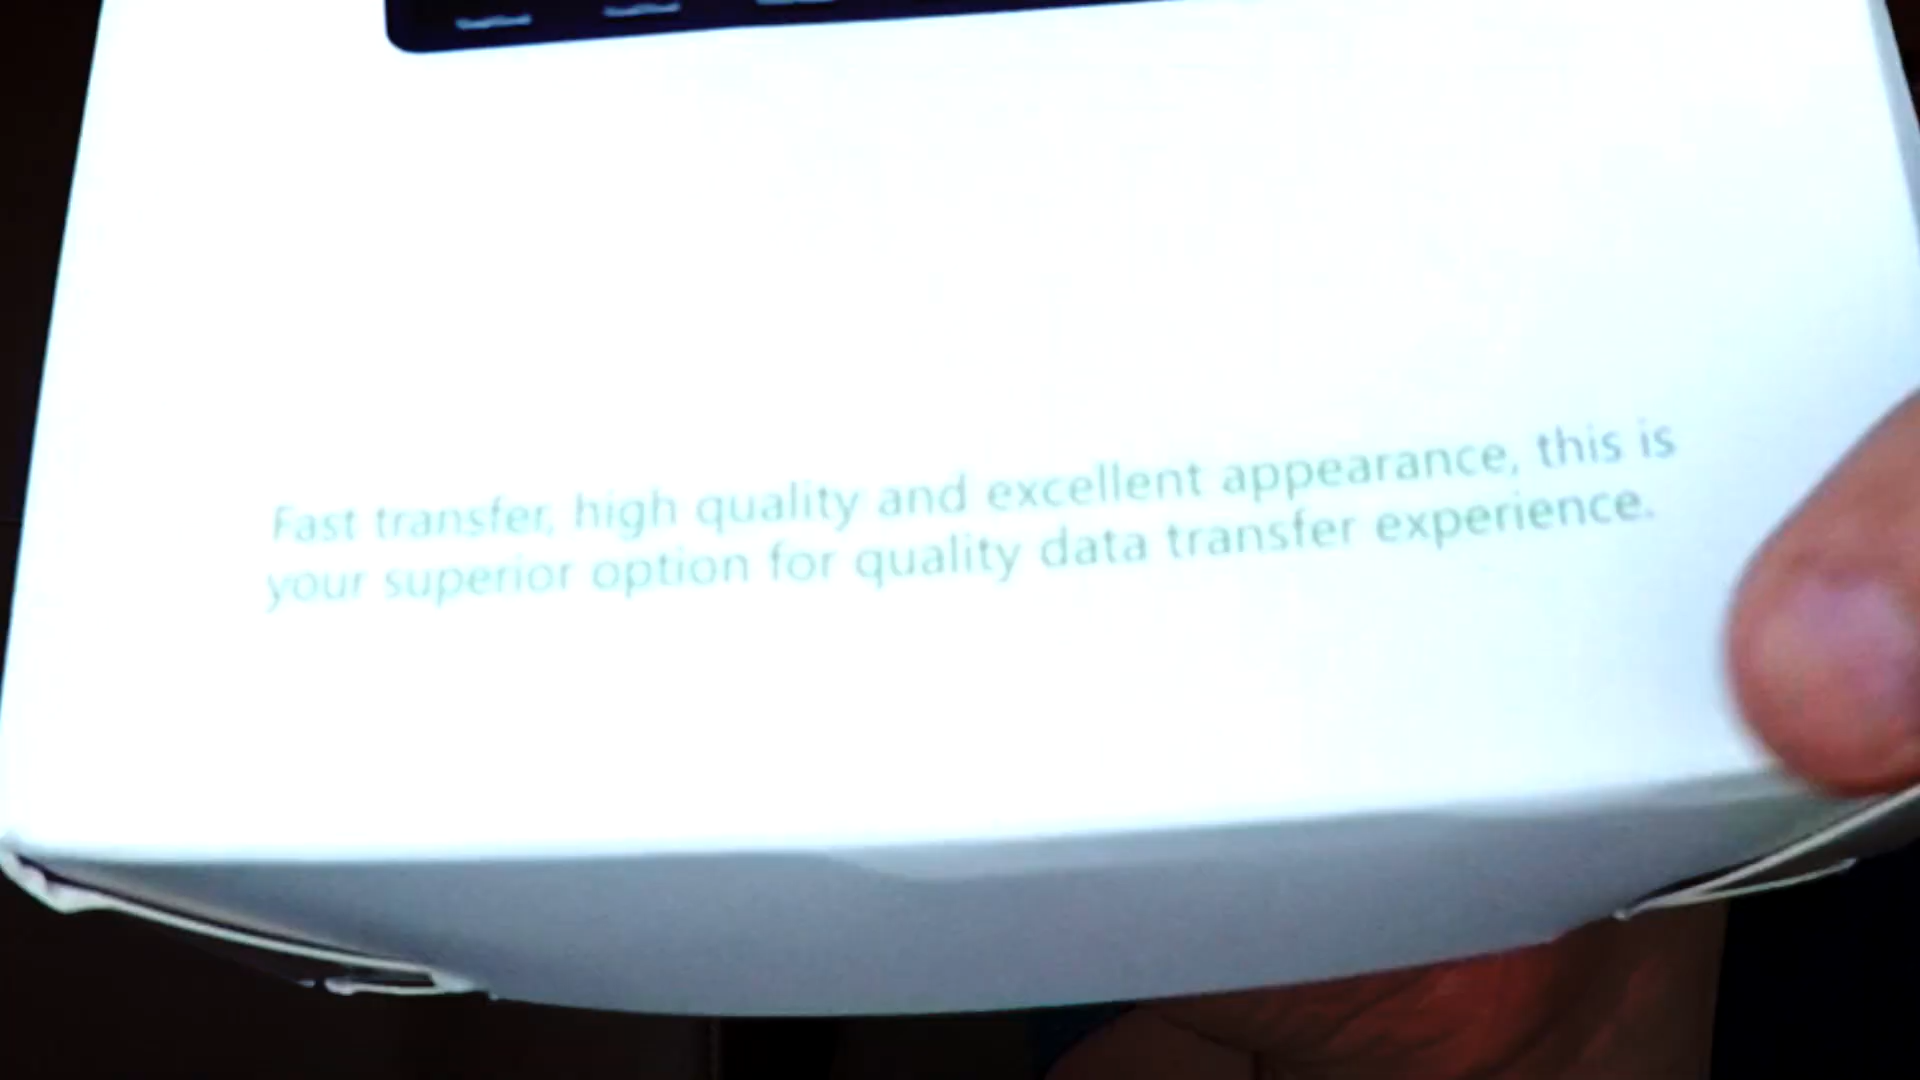 Fast transfer, high quality and excellent appearance, this is
your superior option for quality data transfer experience.